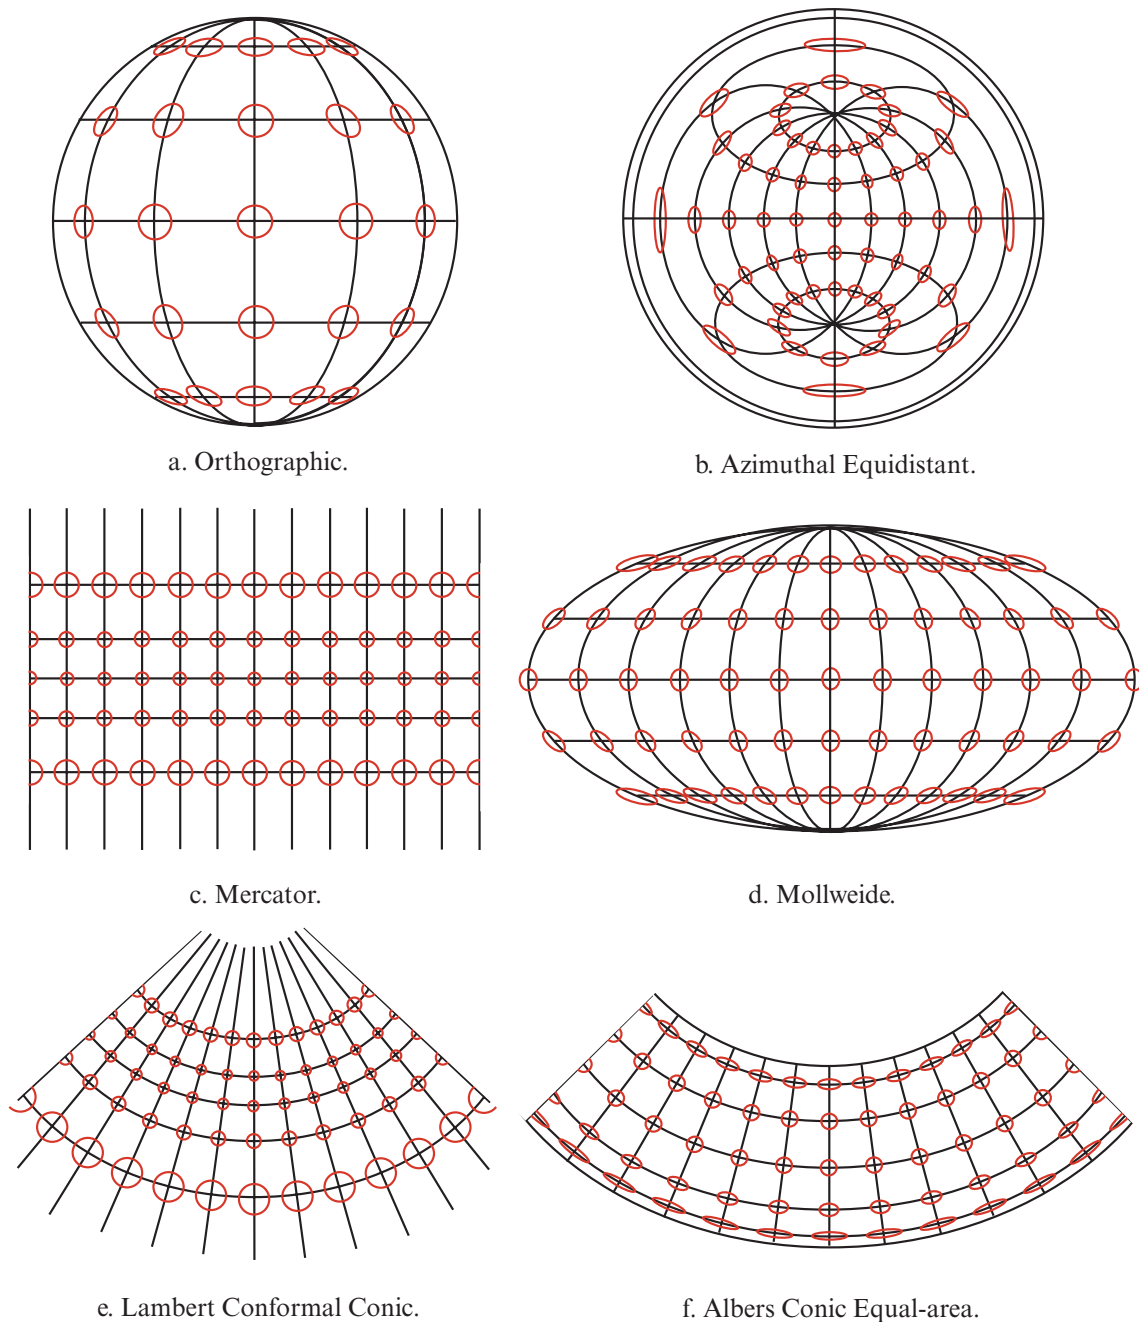 a. Orthographic.
b. Azimuthal Equidistant.
c. Mercator.
d. Mollweide.
e. Lambert Conformal Conic.
f. Albers Conic Equal-area.